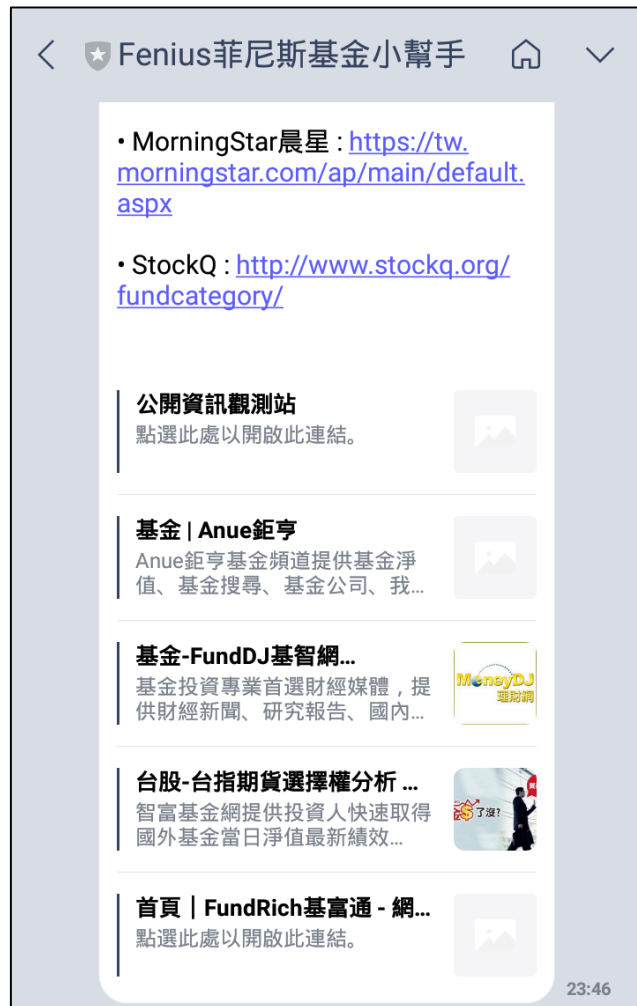 Fenius菲尼斯基金小幫手
• MorningStar晨星 : https://tw.
morningstar.com/ap/main/default.
aspx
• StockQ : http://www.stockq.org/
fundcategory/
公開資訊觀測站
點選此處以開啟此連結。
基金 | Anue鉅亨
Anue鉅亨基金頻道提供基金淨
值、基金搜尋、基金公司、我...
基金-FundDJ基智網...
基金投資專業首選財經媒體，提
供財經新聞、研究報告、國內...
MoneyDJ
理財網
台股-台指期貨選擇權分析 ...
智富基金網提供投資人快速取得
國外基金當日淨值最新績效...
了沒?
首頁｜FundRich基富通 - 網...
點選此處以開啟此連結。
23:46